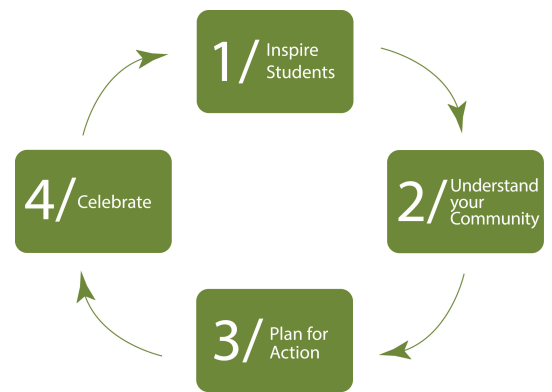 1/ Inspire
Students
2/ Understand
your
Community
3/ Plan for
Action
4/ Celebrate